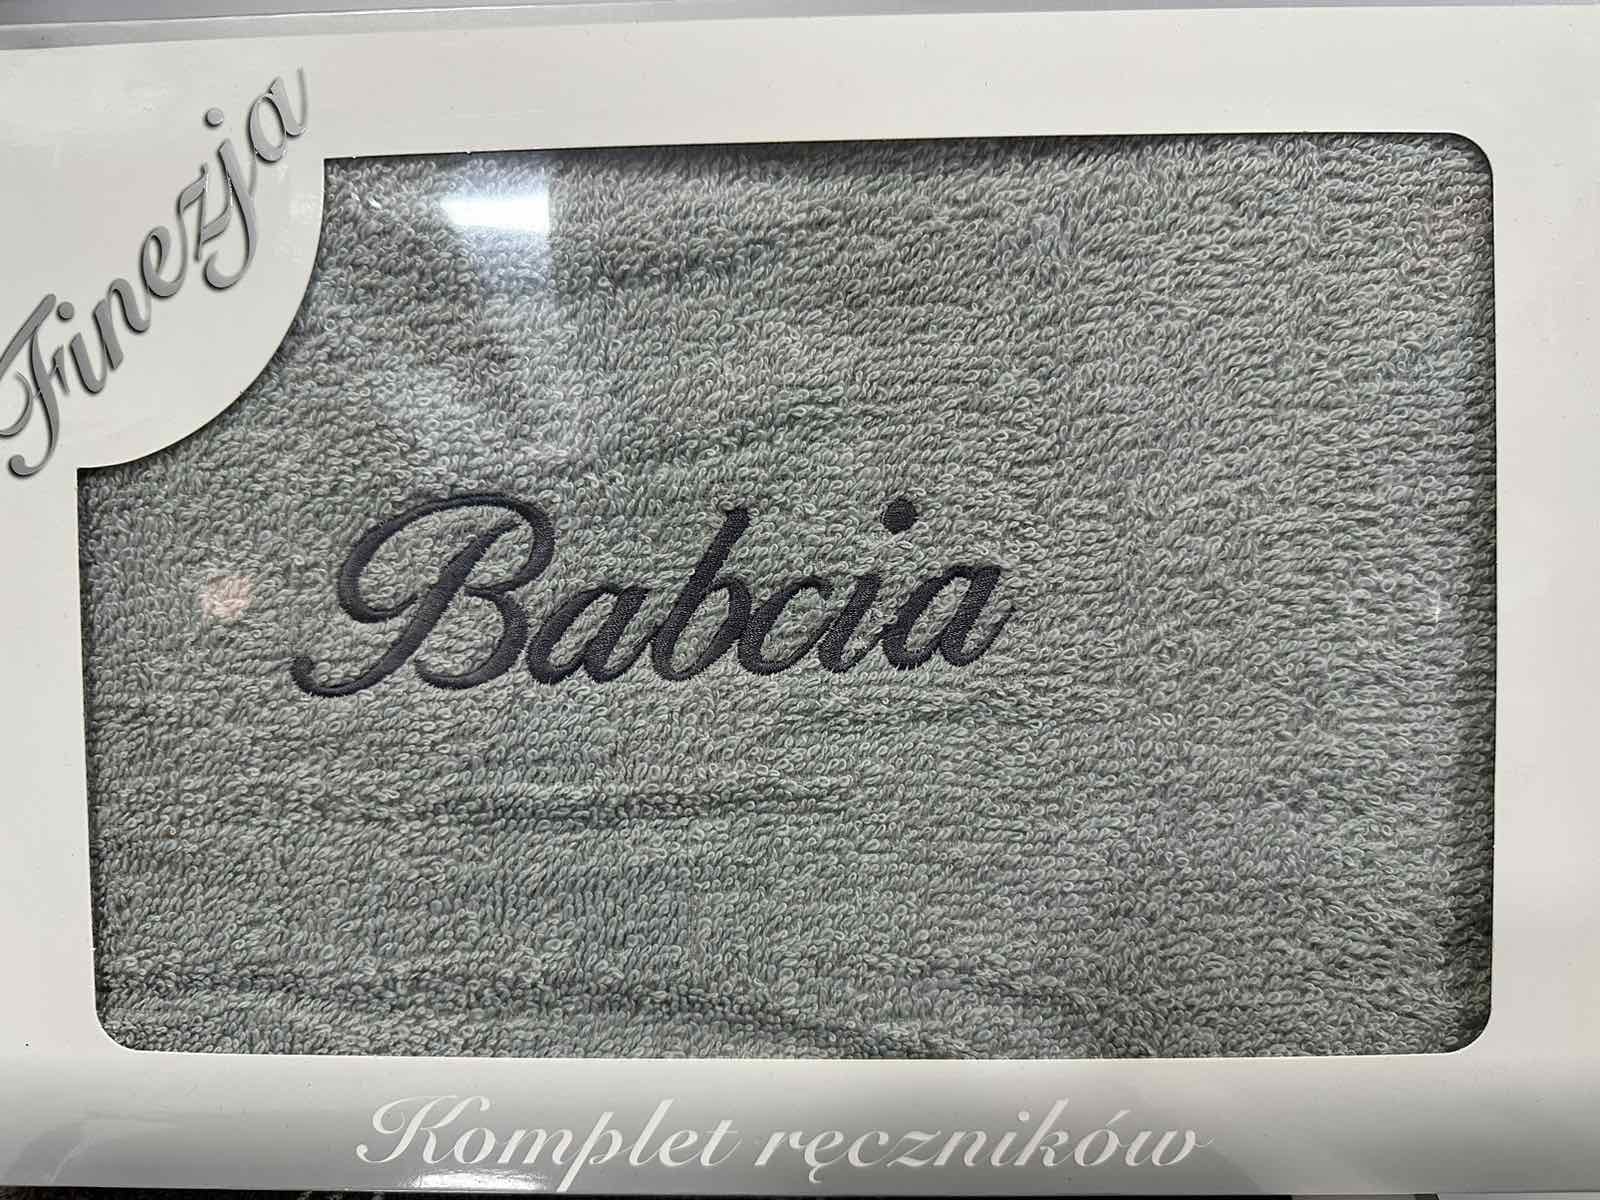 Finezja
Babcia
Komplet ręczników